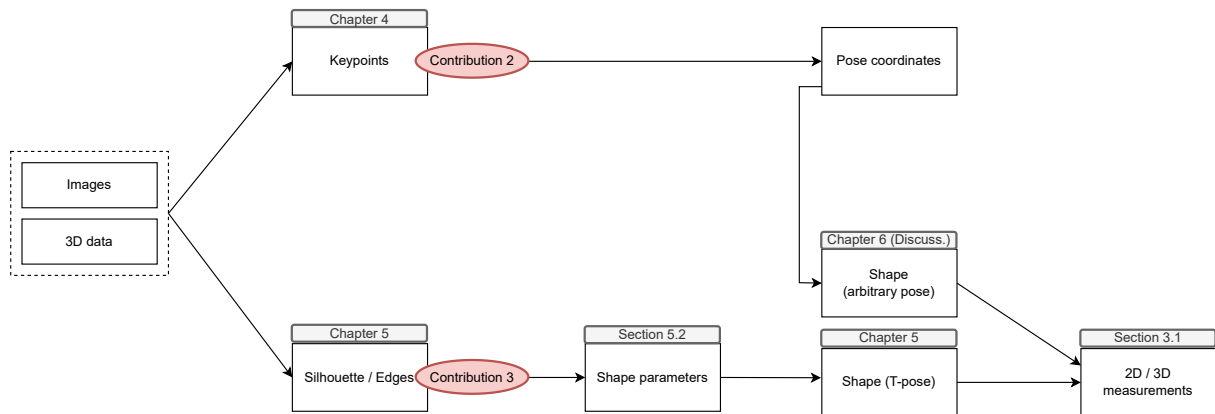 Chapter 4
Keypoints
Contribution 2
Pose coordinates
Images
3D data
Chapter 6 (Discuss.)
Shape
(arbitrary pose)
Chapter 5
Silhouette / Edges
Contribution 3
Section 5.2
Shape parameters
Chapter 5
Shape (T-pose)
Section 3.1
2D / 3D
measurements